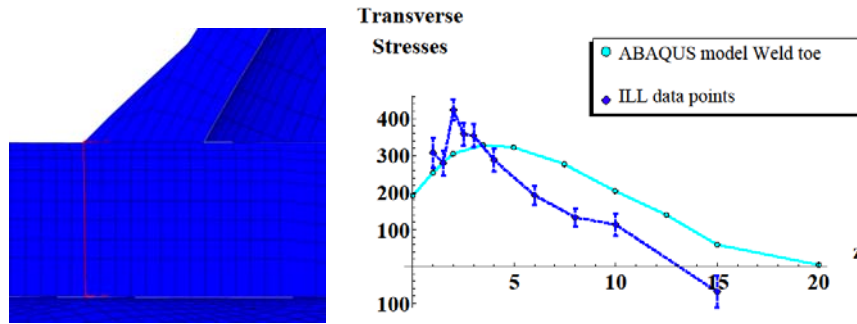 Transverse
Stresses
ABAQUS model Weld toe
ILL data points
400
300
200
100
100
5
10
15
20
z